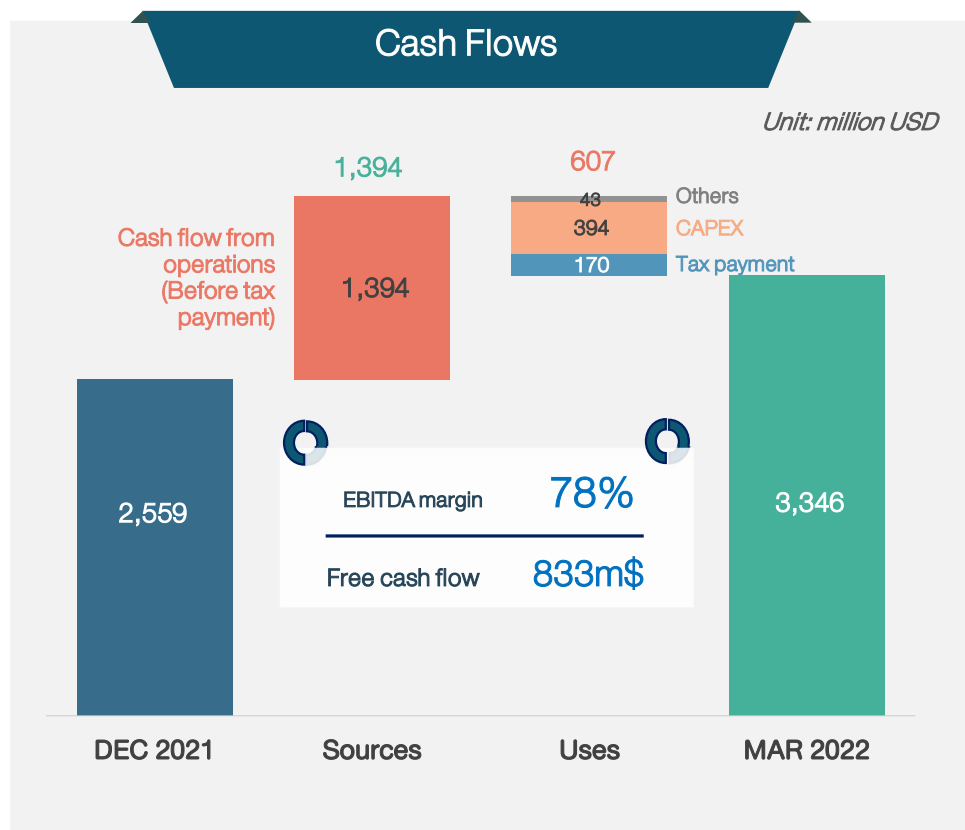 Cash Flows
Unit: million USD
1,394
607
43
Others
394
CAPEX
170
Tax payment
Cash flow from
operations
(Before tax
payment)
1,394
2,559
3,346
EBITDA margin 78%
Free cash flow 833m$
DEC 2021 Sources Uses MAR 2022